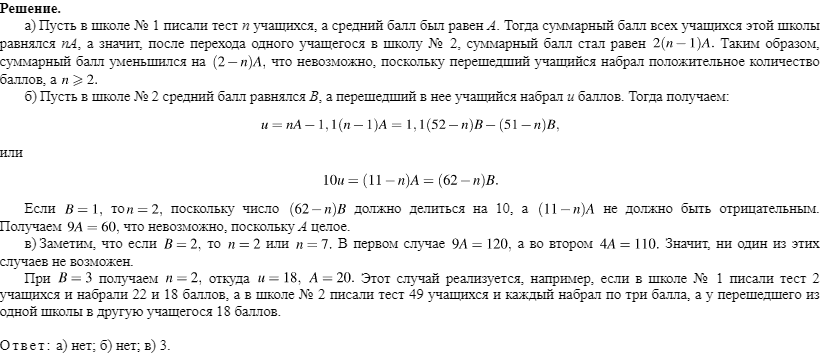 Решение.
а) Пусть в школе № 1 писали тест n учащихся, а средний балл был равен A. Тогда суммарный балл всех учащихся этой школы
равнялся nA, а значит, после перехода одного учащегося в школу № 2, суммарный балл стал равен 2(n − 1)A. Таким образом,
суммарный балл уменьшился на (2 − n)A, что невозможно, поскольку перешедший учащийся набрал положительное количество
баллов, а n ⩾ 2.
б) Пусть в школе № 2 средний балл равнялся B, а перешедший в нее учащийся набрал u баллов. Тогда получаем:
u = nA − 1,1(n − 1)A = 1,1(52 − n)B − (51 − n)B,
или
10u = (11 − n)A = (62 − n)B.
Если B = 1, то n = 2, поскольку число (62 − n)B должно делиться на 10, а (11 − n)A не должно быть отрицательным.
Получаем 9A = 60, что невозможно, поскольку A целое.
в) Заметим, что если B = 2, то n = 2 или n = 7. В первом случае 9A = 120, а во втором 4A = 110. Значит, ни один из этих
случаев не возможен.
При B = 3 получаем n = 2, откуда u = 18, A = 20. Этот случай реализуется, например, если в школе № 1 писали тест 2
учащихся и набрали 22 и 18 баллов, а в школе № 2 писали тест 49 учащихся и каждый набрал по три балла, а у перешедшего из
одной школы в другую учащегося 18 баллов.
Ответ: а) нет; б) нет; в) 3.